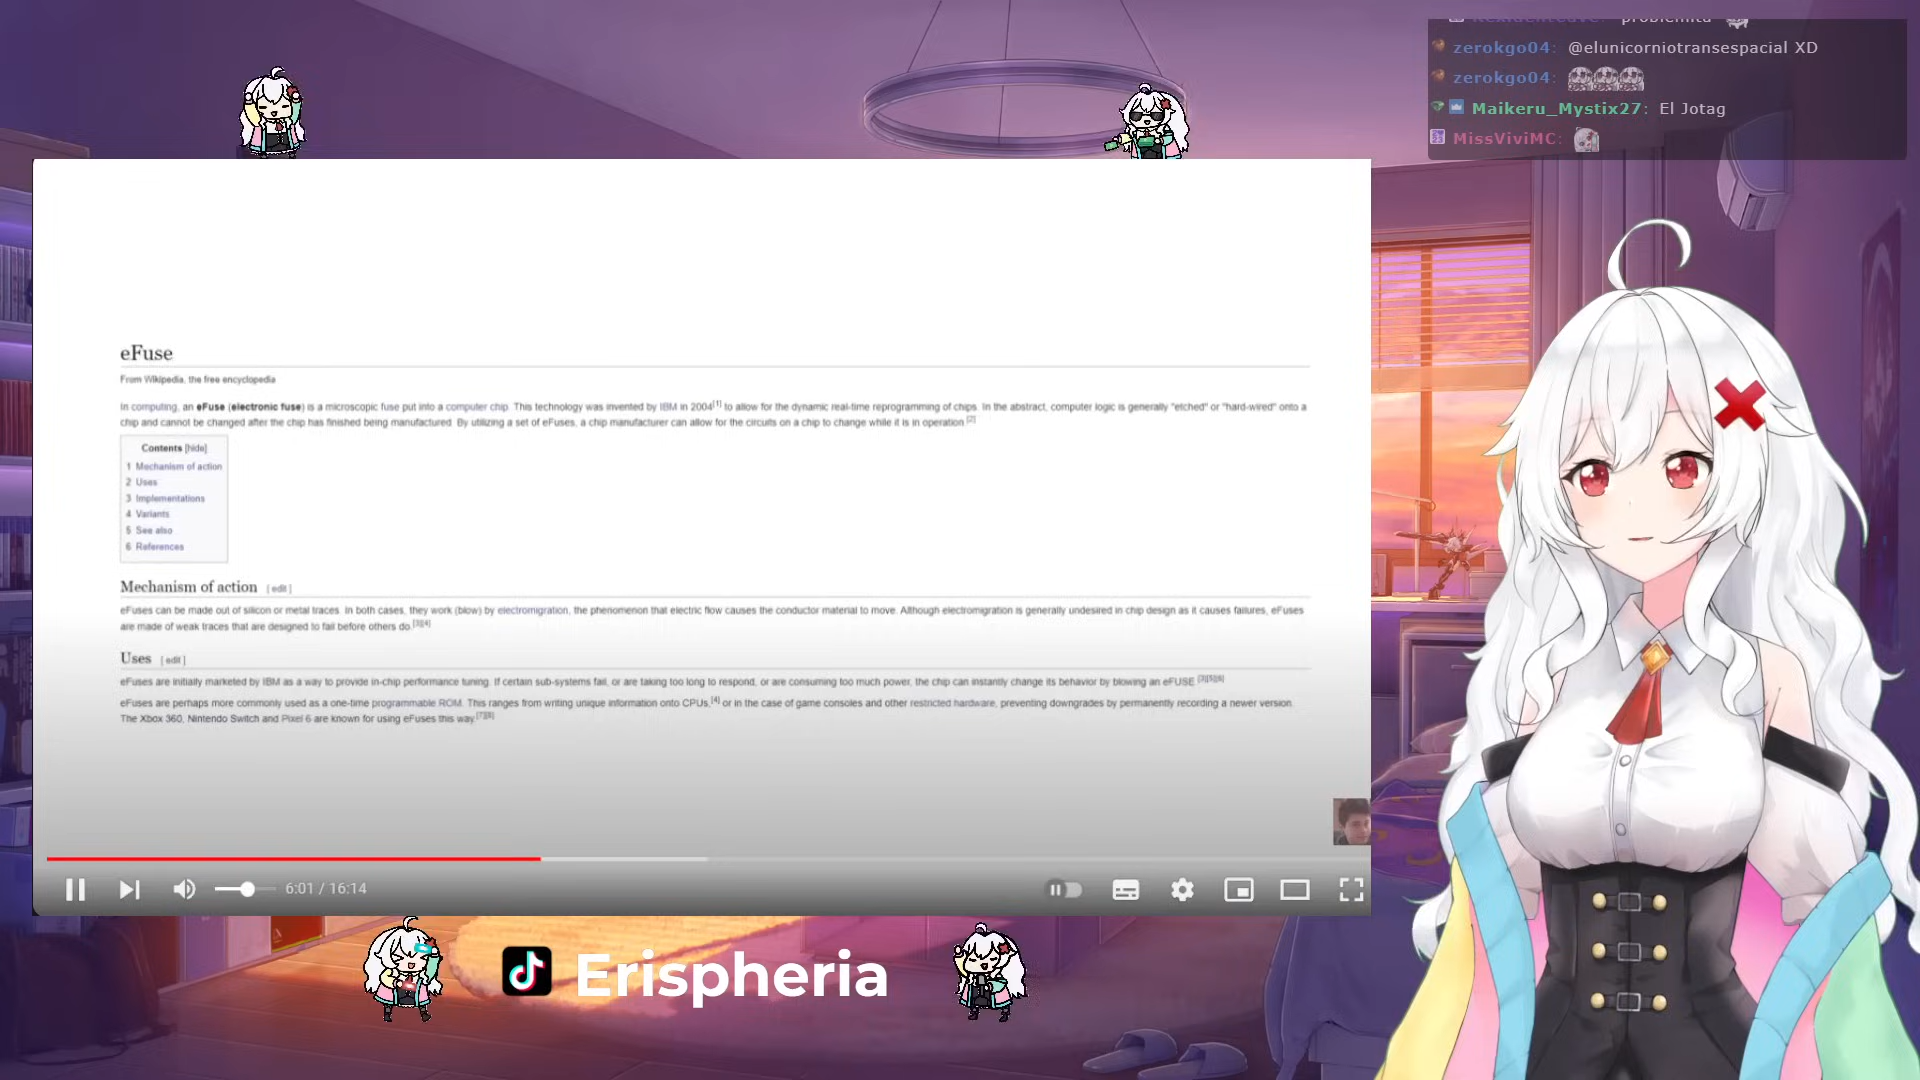 zerokgo04: @elunicorniotransespacial XD
zerokgo04:
Maikeru_Mystix27: El Jotag
MissViviMC:
eFuse
From Wikipedia, the free encyclopedia
In computing, an eFuse (electronic fuse) is a microscopic fuse put into a computer chip. This technology was invented by IBM in 2004[1] to allow for the dynamic real-time reprogramming of chips. In the abstract, computer logic is generally "etched" or "hard-wired" onto a
chip and cannot be changed after the chip has finished being manufactured. By utilizing a set of eFuses, a chip manufacturer can allow for the circuits on a chip to change while it is in operation.[2]
Contents [hide]
1 Mechanism of action
2 Uses
3 Implementations
4 Variants
5 See also
6 References
Mechanism of action [ edit ]
eFuses can be made out of silicon or metal traces. In both cases, they work (blow) by electromigration, the phenomenon that electric flow causes the conductor material to move. Although electromigration is generally undesired in chip design as it causes failures, eFuses
are made of weak traces that are designed to fail before others do.[3][4]
Uses [ edit ]
eFuses are initially marketed by IBM as a way to provide in-chip performance tuning. If certain sub-systems fail, or are taking too long to respond, or are consuming too much power, the chip can instantly change its behavior by blowing an eFUSE.[3][5][6]
eFuses are perhaps more commonly used as a one-time programmable ROM. This ranges from writing unique information onto CPUs,[4] or in the case of game consoles and other restricted hardware, preventing downgrades by permanently recording a newer version.
The Xbox 360, Nintendo Switch and Pixel 6 are known for using eFuses this way.[7][8]
6:01 / 16:14
Erispheria